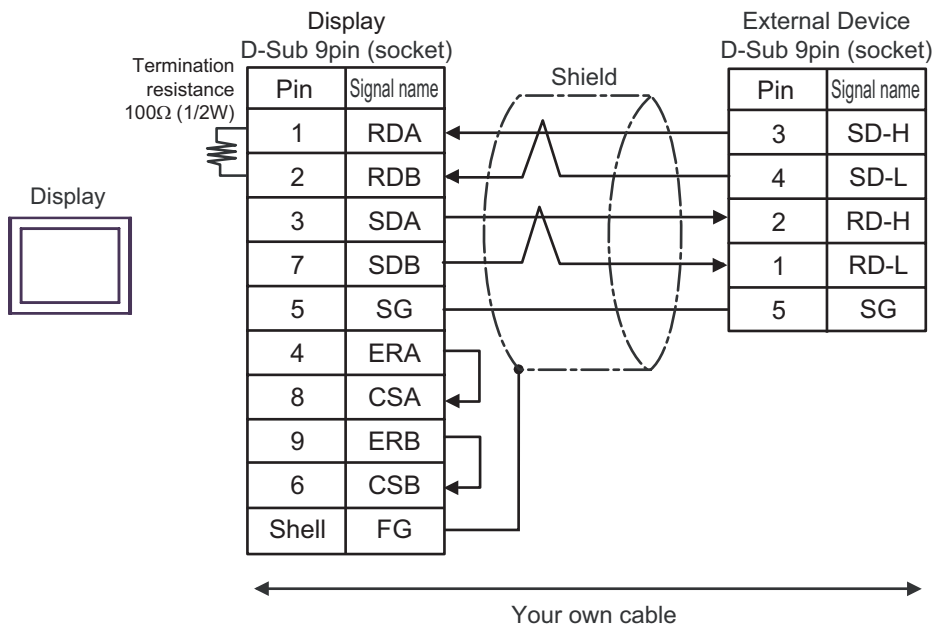 Display
D-Sub 9pin (socket)
External Device
D-Sub 9pin (socket)
Termination
resistance
100Ω (1/2W)
Shield
Display
Pin Signal name
1 RDA
2 RDB
3 SDA
7 SDB
5 SG
4 ERA
8 CSA
9 ERB
6 CSB
Shell FG
Pin Signal name
3 SD-H
4 SD-L
2 RD-H
1 RD-L
5 SG
Your own cable